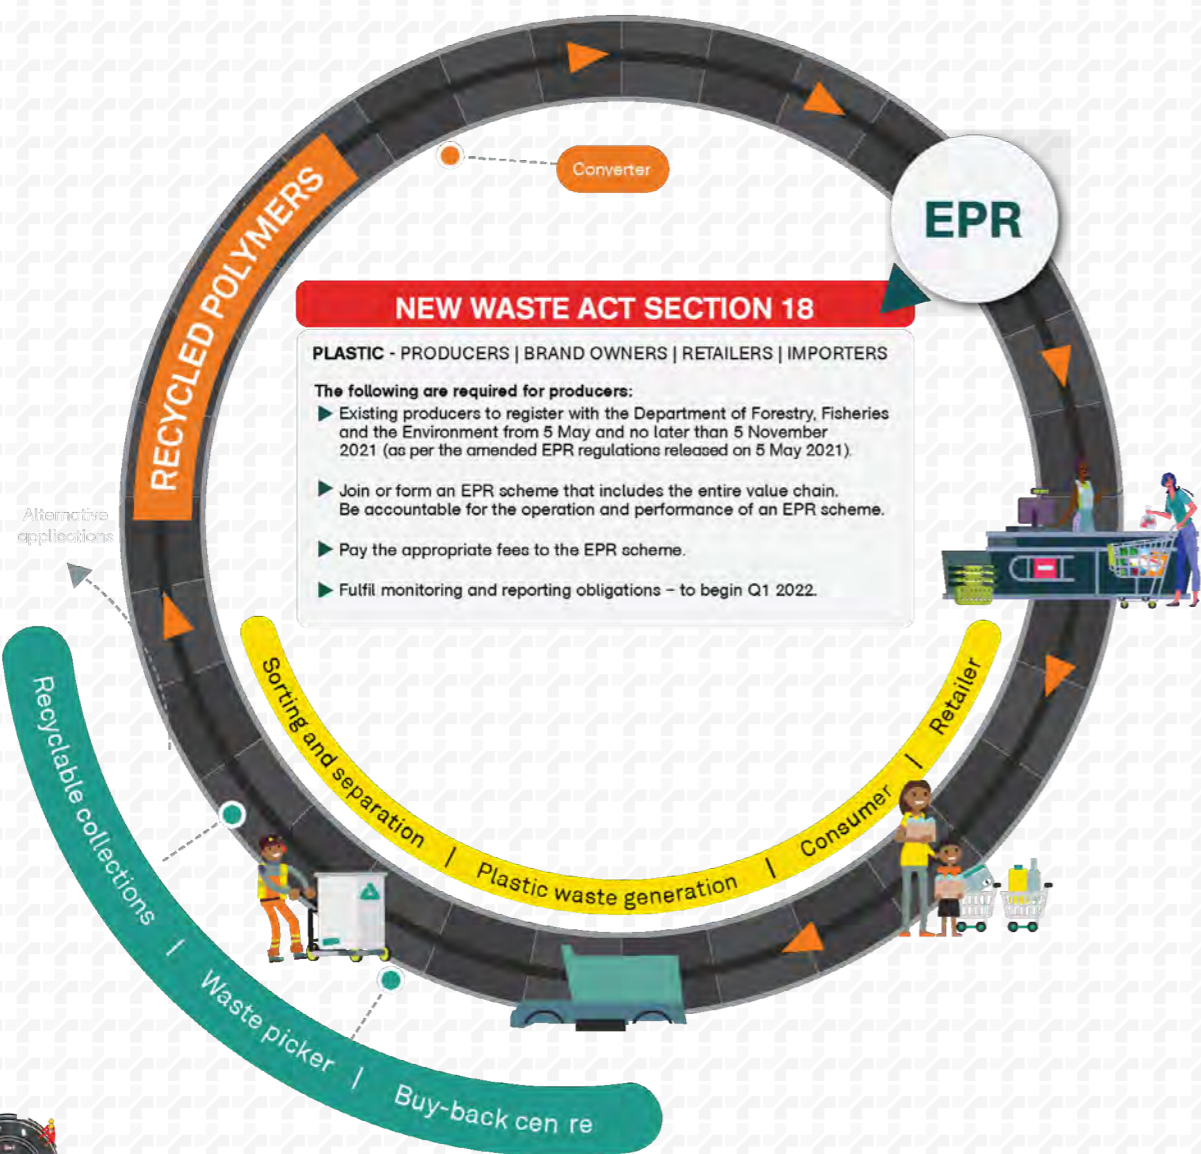 Converter
EPR
RECYCLED POLYMERS
NEW WASTE ACT SECTION 18
PLASTIC - PRODUCERS | BRAND OWNERS | RETAILERS | IMPORTERS
The following are required for producers:
▶ Existing producers to register with the Department of Forestry, Fisheries
and the Environment from 5 May and no later than 5 November
2021 (as per the amended EPR regulations released on 5 May 2021).
▶ Join or form an EPR scheme that includes the entire value chain.
Be accountable for the operation and performance of an EPR scheme.
▶ Pay the appropriate fees to the EPR scheme.
▶ Fulfil monitoring and reporting obligations – to begin Q1 2022.
Alternative
applications
Sorting and separation | Plastic waste generation | Consumer | Retailer
Recyclable collections | Waste picker | Buy-back cen re